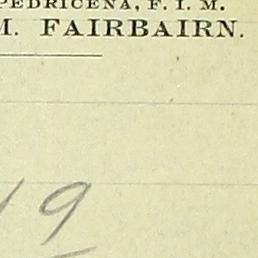 PEDRICENA, F. I. M.
M. FAIRBAIRN.
19